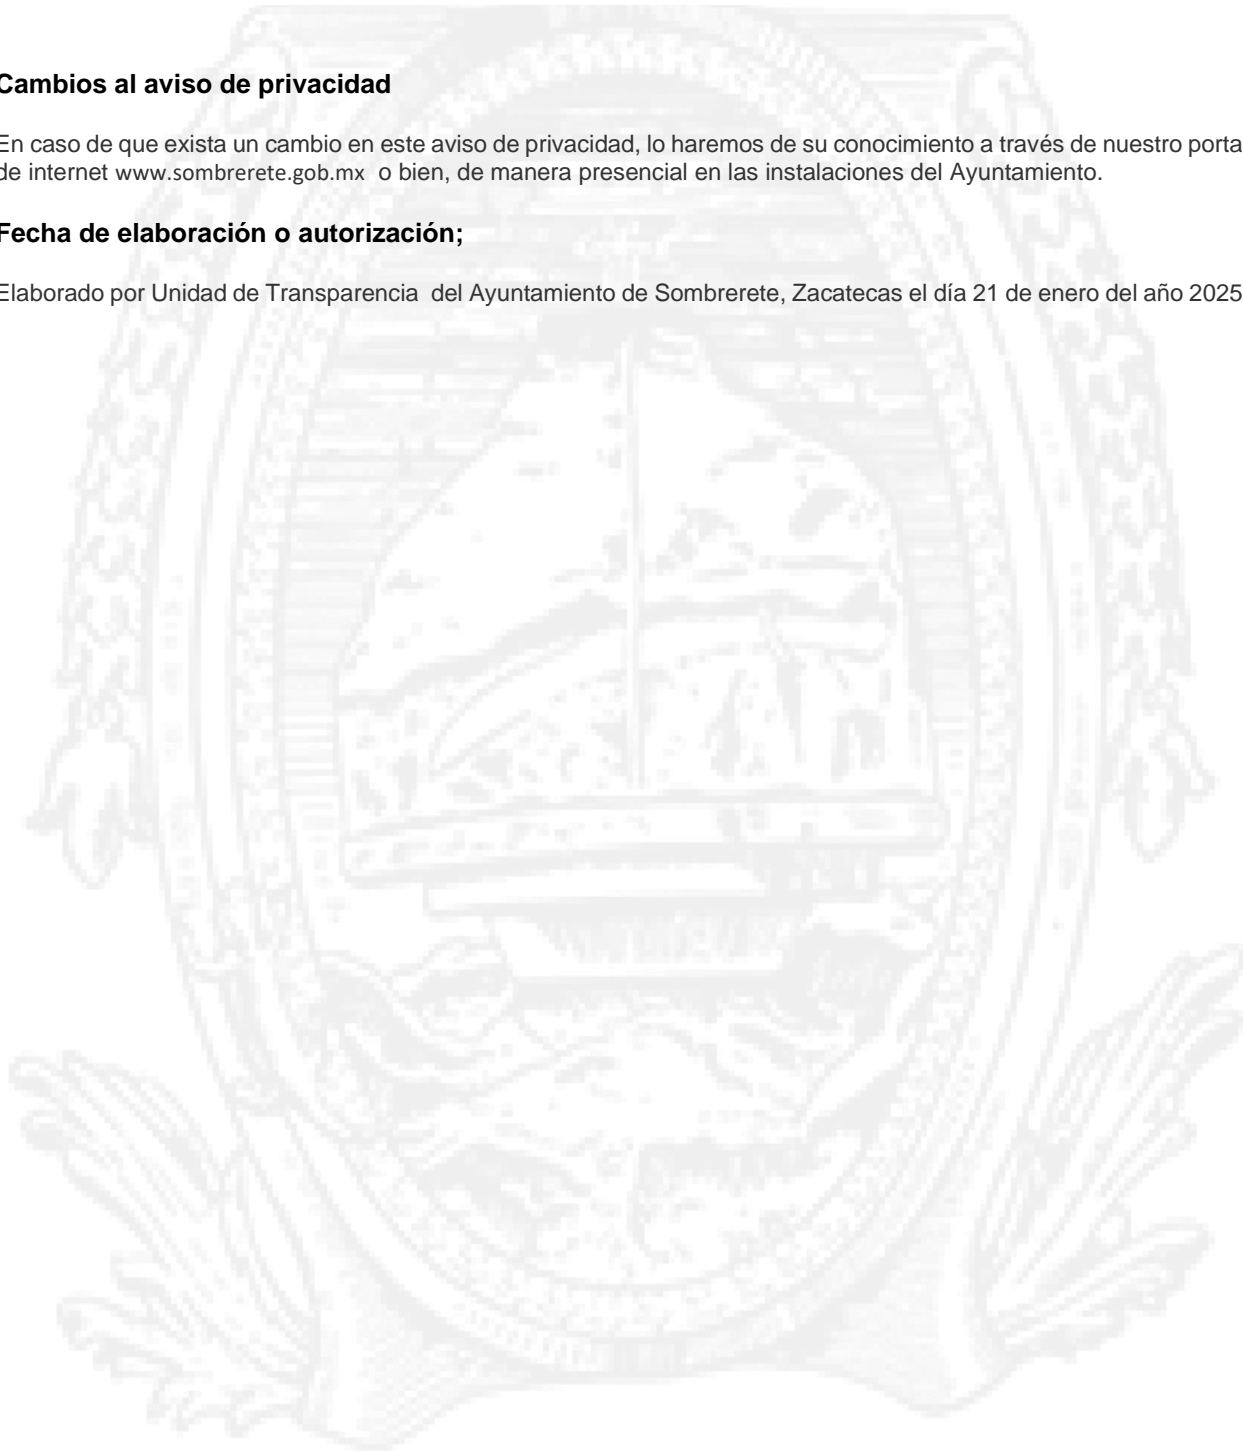 Cambios al aviso de privacidad
En caso de que exista un cambio en este aviso de privacidad, lo haremos de su conocimiento a través de nuestro porta
de internet www.sombrerete.gob.mx o bien, de manera presencial en las instalaciones del Ayuntamiento.
Fecha de elaboración o autorización;
Elaborado por Unidad de Transparencia del Ayuntamiento de Sombrerete, Zacatecas el día 21 de enero del año 2025